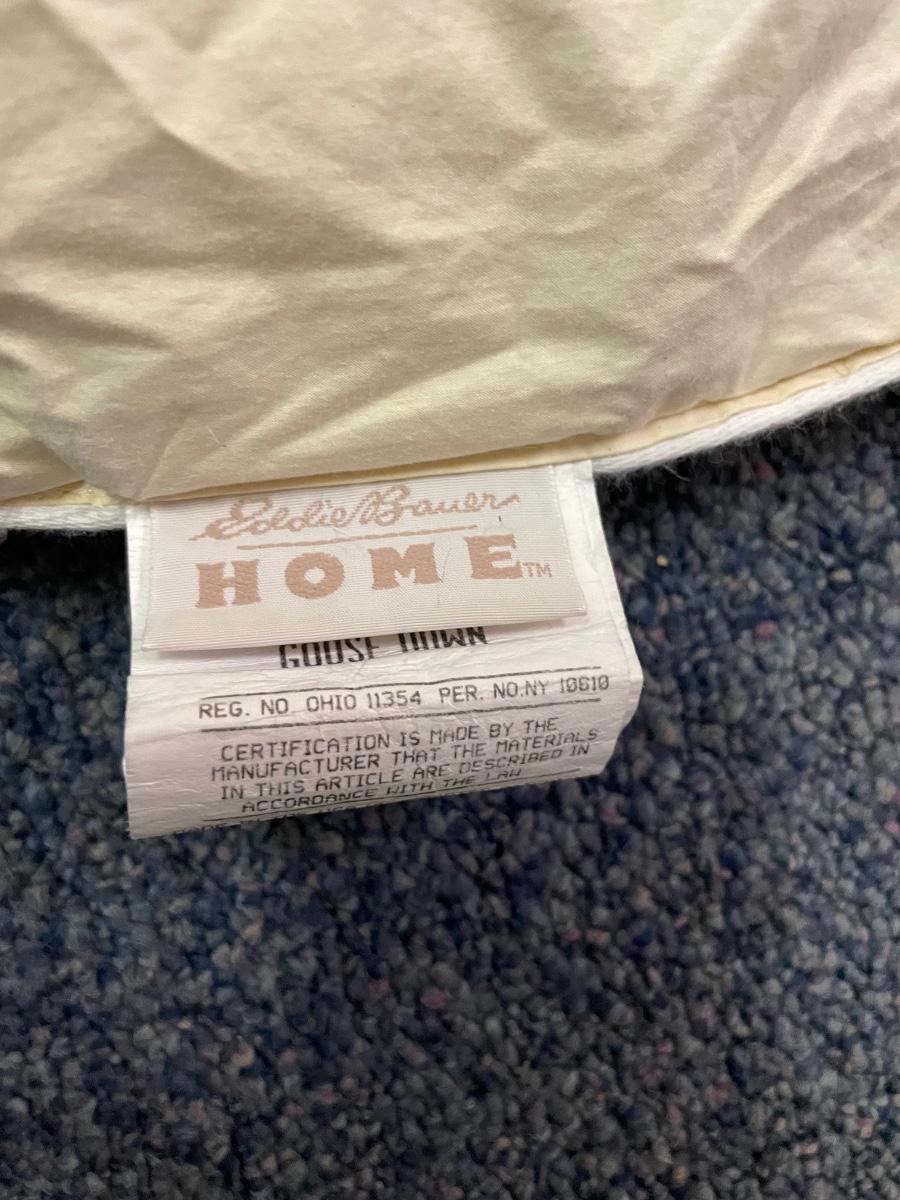 Eddie Bauer
HOME™
GOOSE DOWN
REG. NO. OHIO 11354 PER. NO.NY 10610
CERTIFICATION IS MADE BY THE
MANUFACTURER THAT THE MATERIALS
IN THIS ARTICLE ARE DESCRIBED IN
ACCORDANCE WITH THE LAW